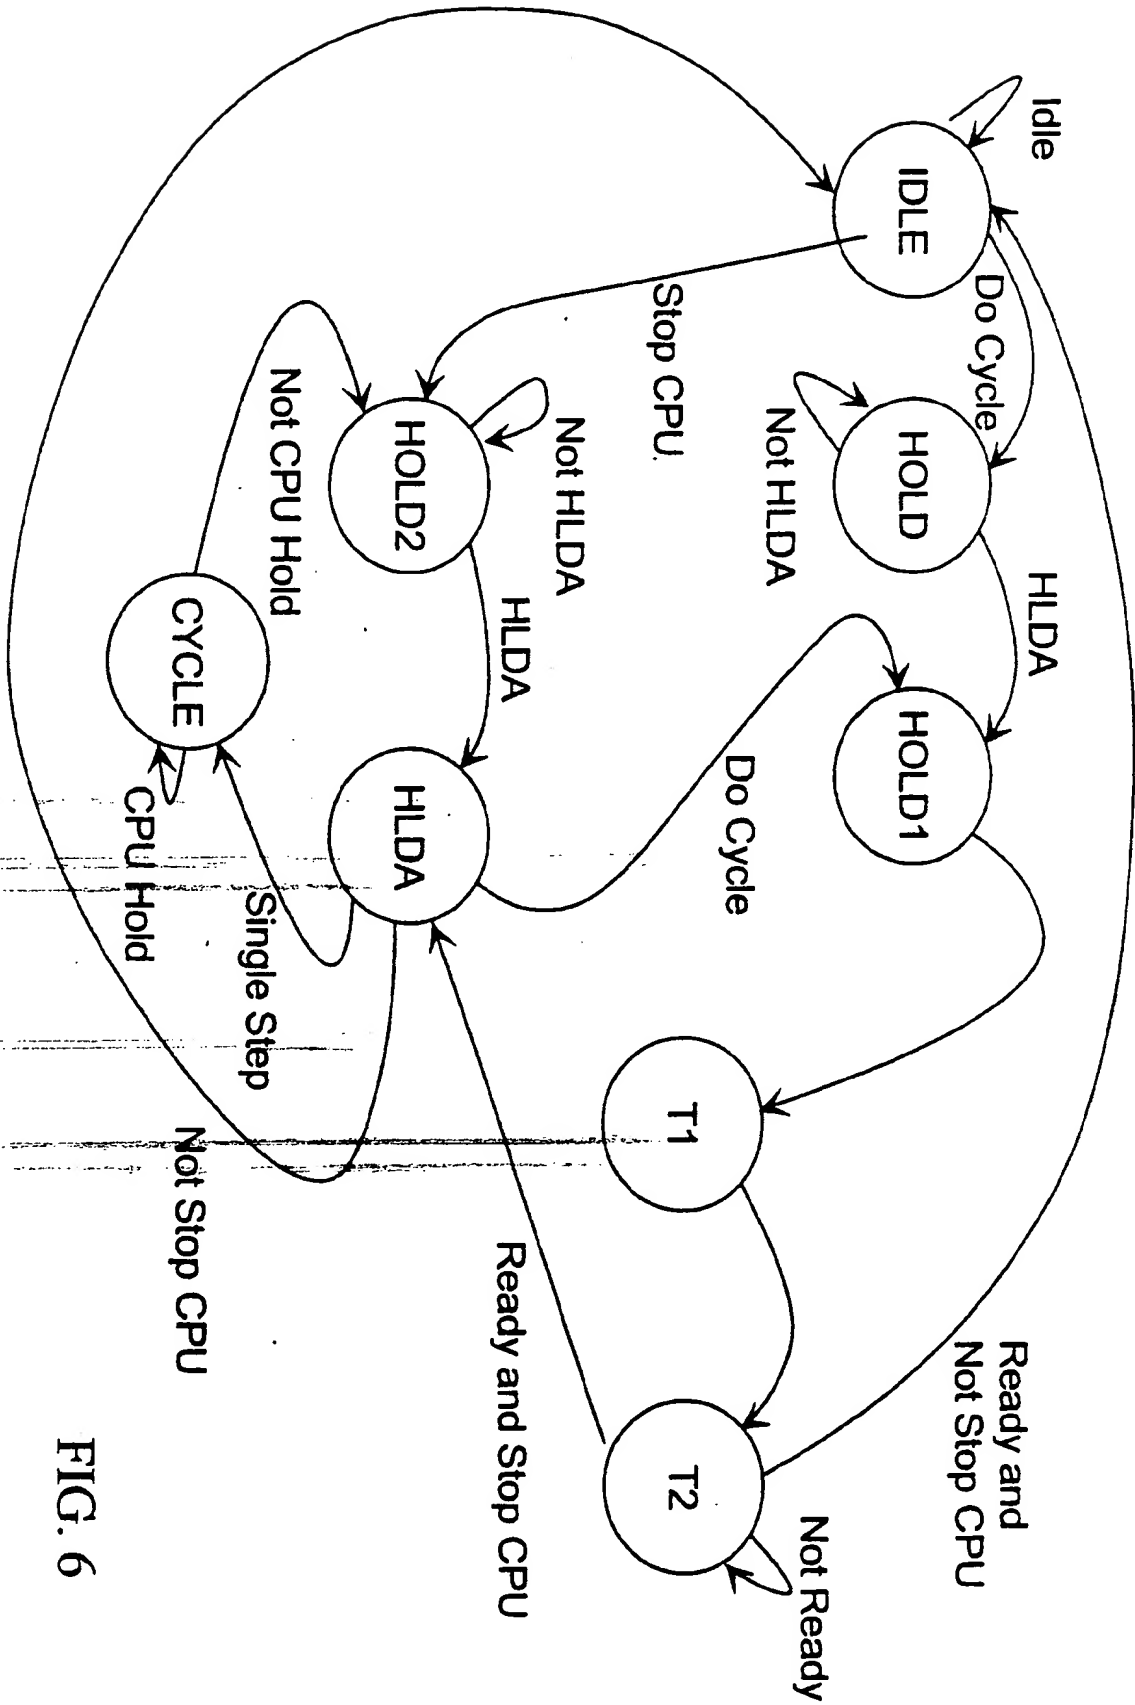 Idle
IDLE
Do Cycle
HOLD
Not HLDA
HLDA
HOLD1
Ready and
Not Stop CPU
Stop CPU
Do Cycle
T1
T2
Not Ready
Not HLDA
HOLD2
HLDA
HLDA
Ready and Stop CPU
Not CPU Hold
CYCLE
Single Step
CPU Hold
Not Stop CPU
FIG. 6